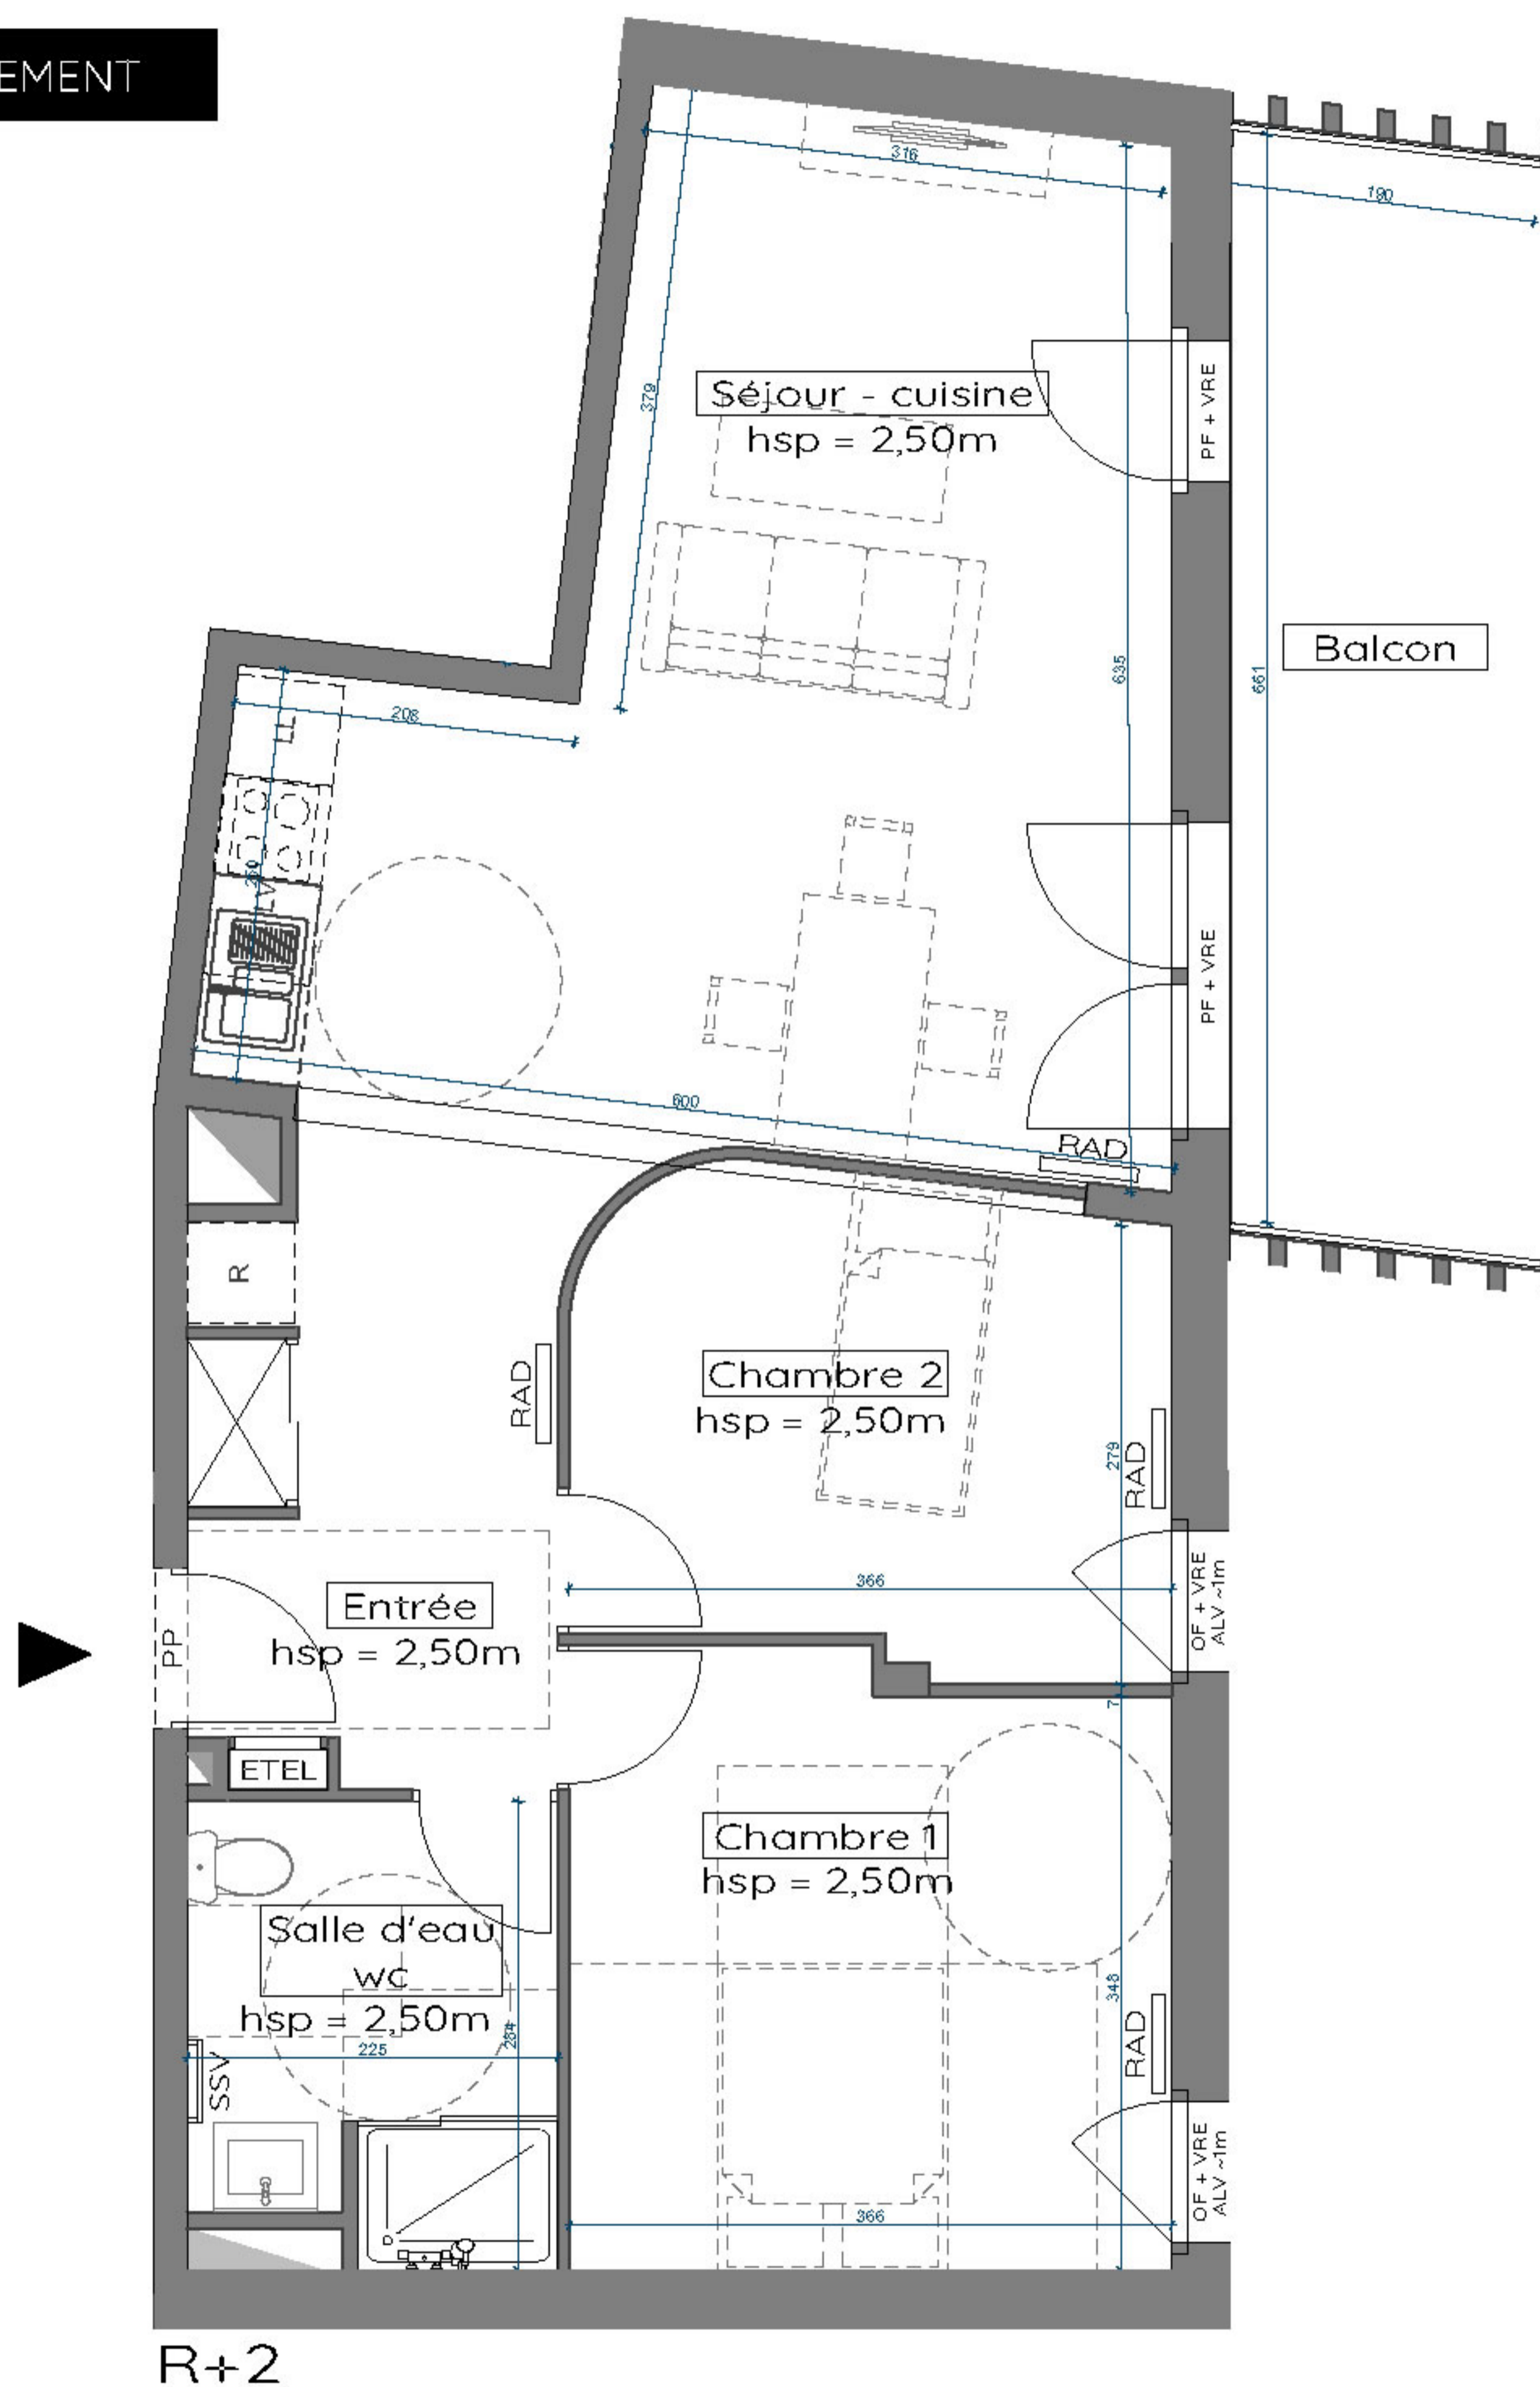 EMENT
316
190
379
Séjour - cuisine
hsp = 2,50m
PF + VRE
635
661
Balcon
208
LV
PF + VRE
600
RAD
R
RAD
Chambre 2
hsp = 2,50m
279
RAD
366
OF + VRE
ALV ~1m
PP
Entrée
hsp = 2,50m
7
ETEL
Chambre 1
hsp = 2,50m
Salle d'eau
wc
hsp = 2,50m
348
284
225
RAD
SSV
366
OF + VRE
ALV ~1m
R+2